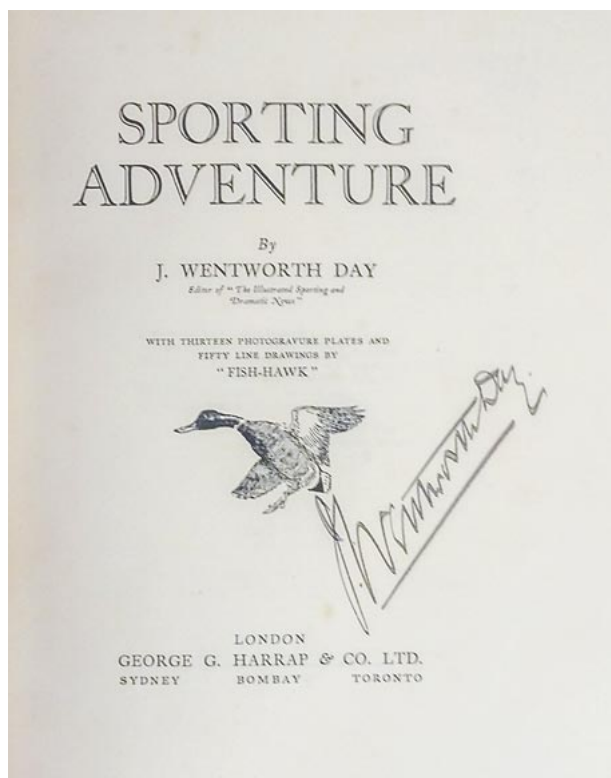 SPORTING
ADVENTURE
By
J. WENTWORTH DAY
Editor of "The Illustrated Sporting and
Dramatic News"
WITH THIRTEEN PHOTOGRAVURE PLATES AND
FIFTY LINE DRAWINGS BY
"FISH-HAWK"
J. Wentworth Day.
LONDON
GEORGE G. HARRAP & CO. LTD.
SYDNEY BOMBAY TORONTO